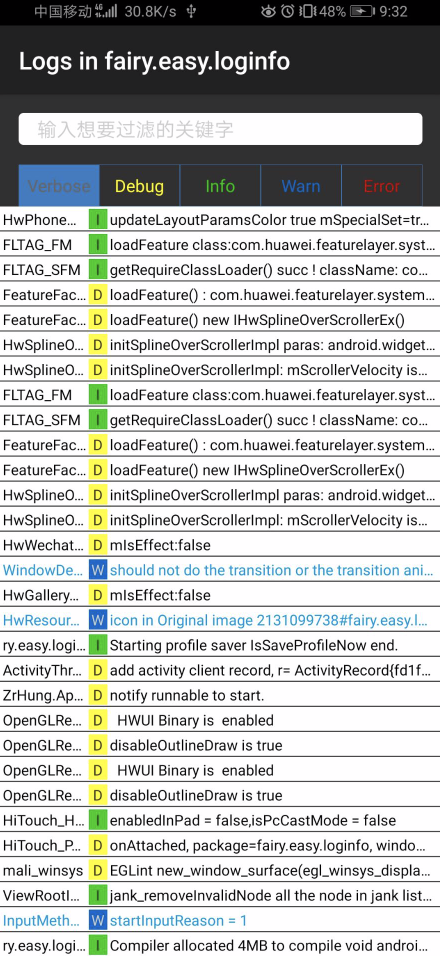 中国移动 4G 30.8K/s 48% 9:32
Logs in fairy.easy.loginfo
输入想要过滤的关键字
Verbose Debug Info Warn Error
HwPhone... I updateLayoutParamsColor true mSpecialSet=tr...
FLTAG_FM I loadFeature class:com.huawei.featurelayer.syst...
FLTAG_SFM I getRequireClassLoader() succ ! className: co...
FeatureFac... D loadFeature() : com.huawei.featurelayer.system...
FeatureFac... D loadFeature() new IHwSplineOverScrollerEx()
HwSplineO... D initSplineOverScrollerImpl paras: android.widget...
HwSplineO... D initSplineOverScrollerImpl: mScrollerVelocity is...
FLTAG_FM I loadFeature class:com.huawei.featurelayer.syst...
FLTAG_SFM I getRequireClassLoader() succ ! className: co...
FeatureFac... D loadFeature() : com.huawei.featurelayer.system...
FeatureFac... D loadFeature() new IHwSplineOverScrollerEx()
HwSplineO... D initSplineOverScrollerImpl paras: android.widget...
HwSplineO... D initSplineOverScrollerImpl: mScrollerVelocity is...
HwWechat... D mIsEffect:false
WindowDe... W should not do the transition or the transition ani...
HwGallery... D mIsEffect:false
HwResour... W icon in Original image 2131099738#fairy.easy.l...
ry.easy.logi... I Starting profile saver IsSaveProfileNow end.
ActivityThr... D add activity client record, r= ActivityRecord{fd1f...
ZrHung.Ap... D notify runnable to start.
OpenGLRe... D HWUI Binary is enabled
OpenGLRe... D disableOutlineDraw is true
OpenGLRe... D HWUI Binary is enabled
OpenGLRe... D disableOutlineDraw is true
HiTouch_H... I enabledInPad = false,isPcCastMode = false
HiTouch_P... D onAttached, package=fairy.easy.loginfo, windo...
mali_winsys D EGLint new_window_surface(egl_winsys_displa...
ViewRootI... I jank_removeInvalidNode all the node in jank list...
InputMeth... W startInputReason = 1
ry.easy.logi... I Compiler allocated 4MB to compile void androi...